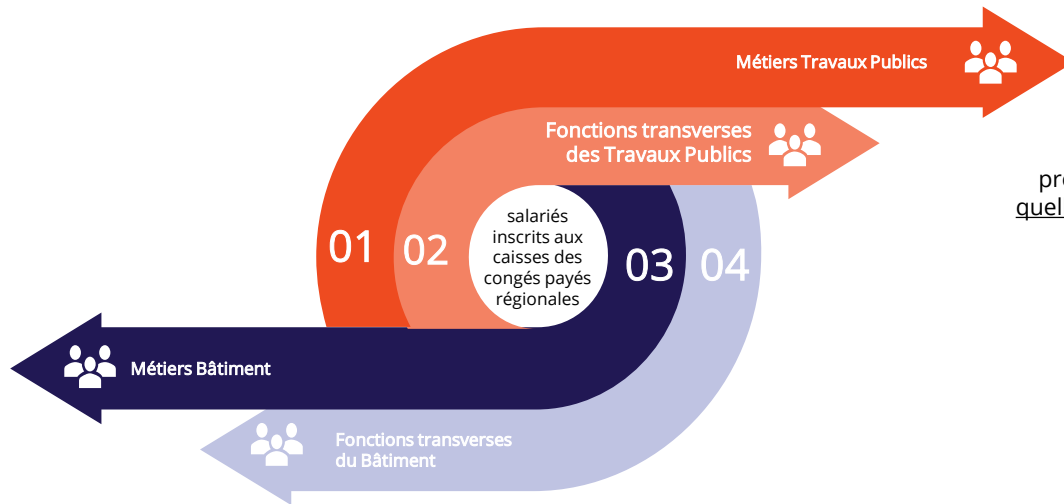 Métiers Travaux Publics
Fonctions transverses
des Travaux Publics
salariés
inscrits aux
caisses des
congés payés
régionales
01
02
03
04
Métiers Bâtiment
Fonctions transverses
du Bâtiment
quel